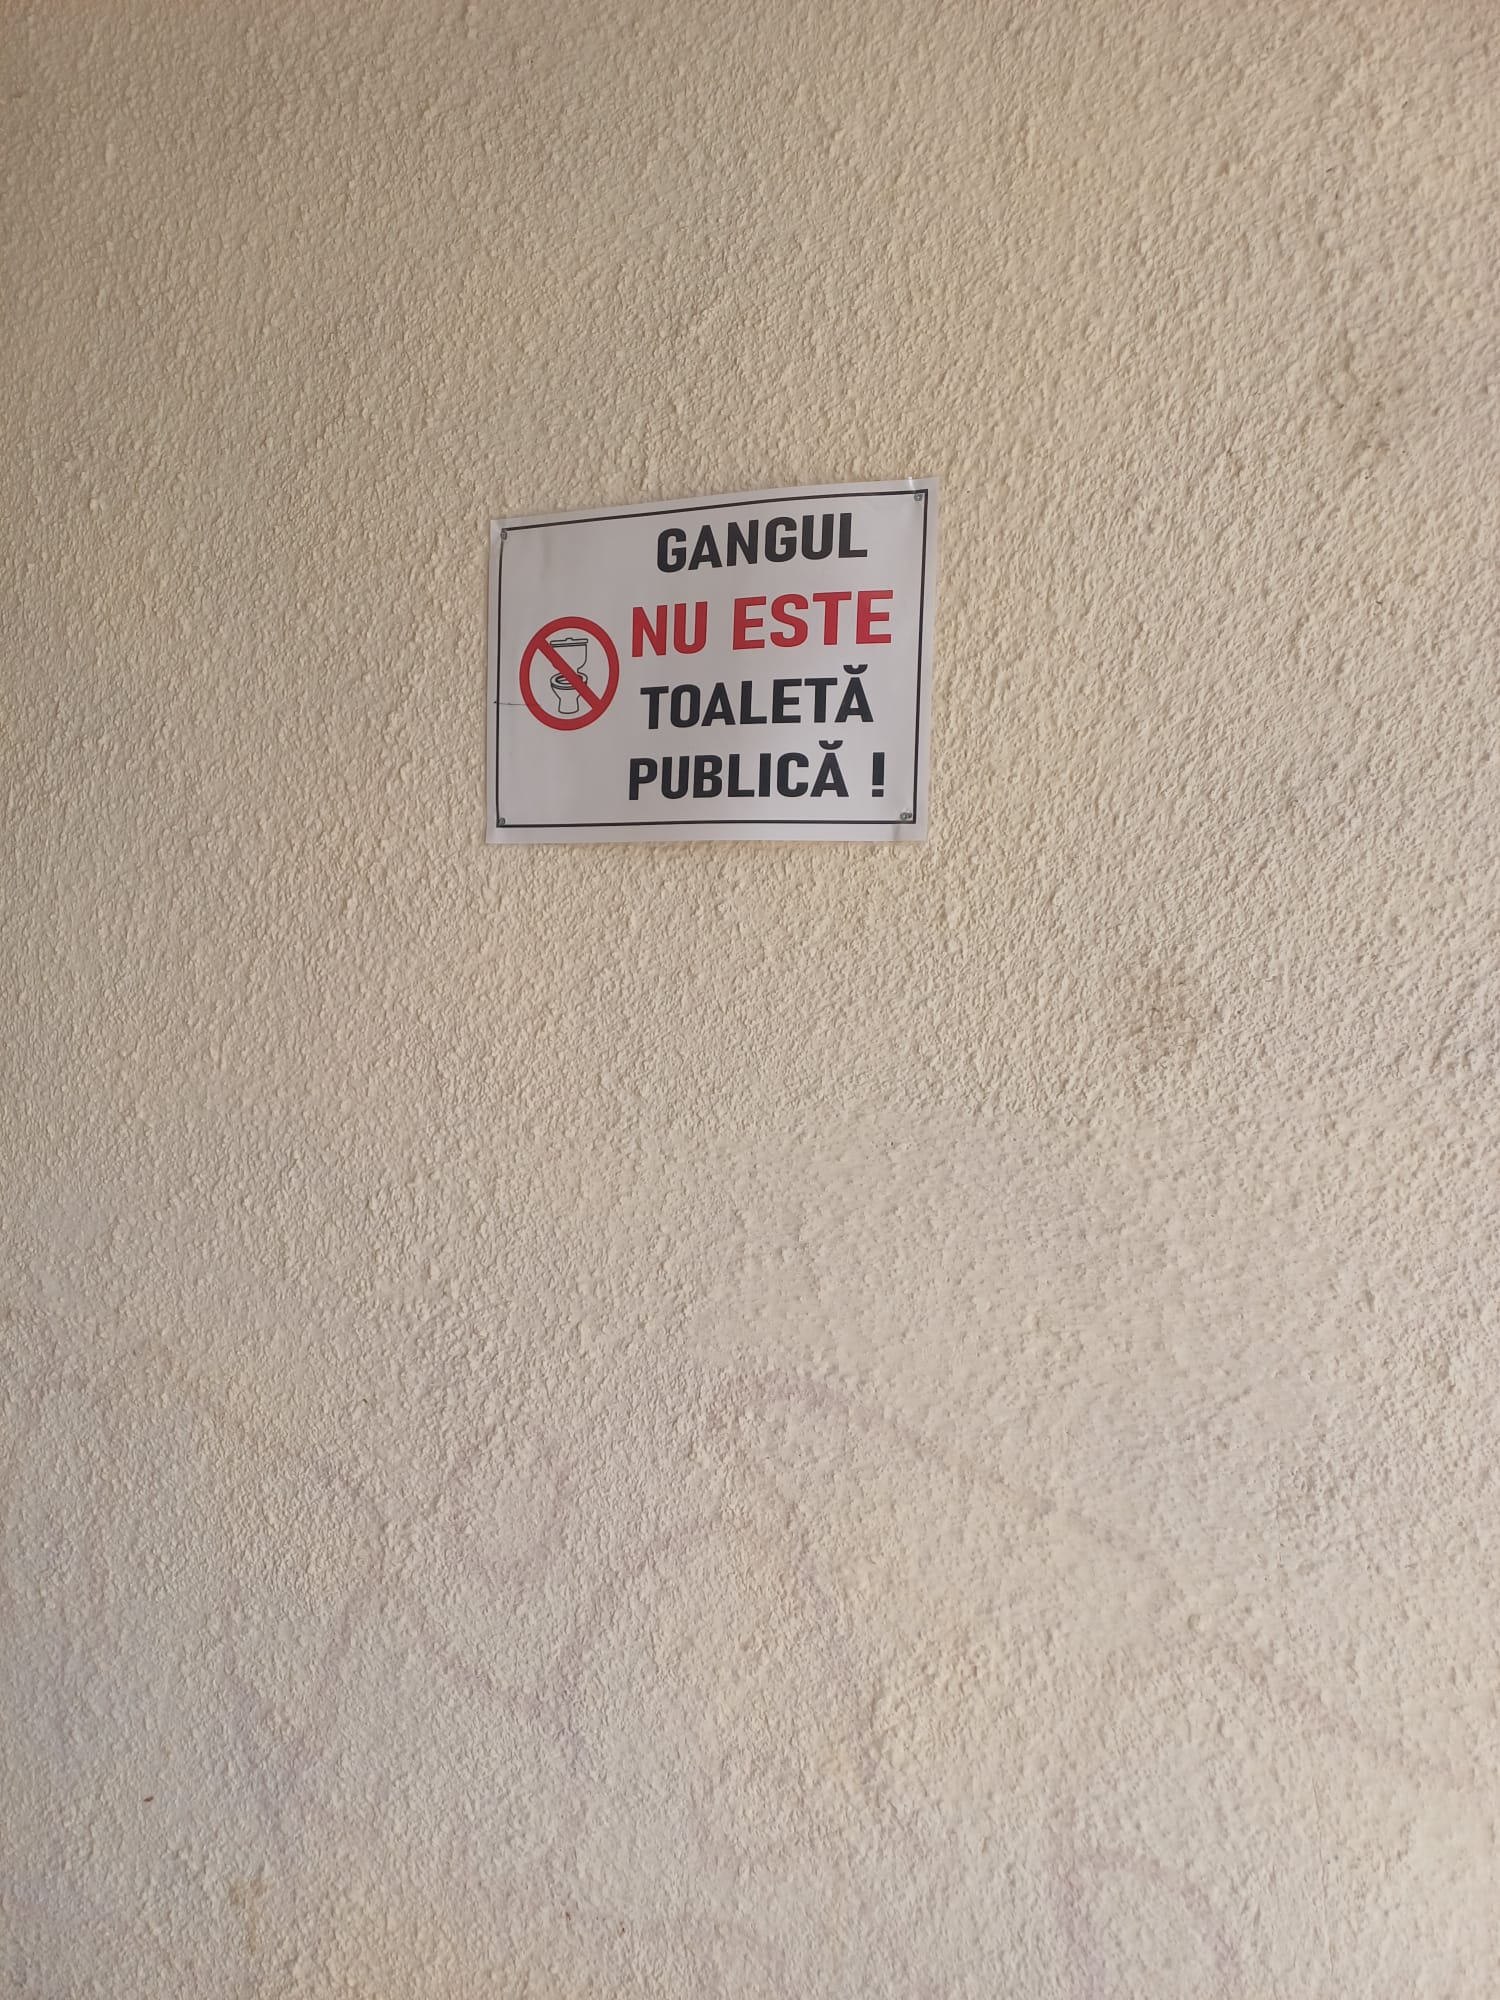 GANGUL
NU ESTE
TOALETĂ
PUBLICĂ !